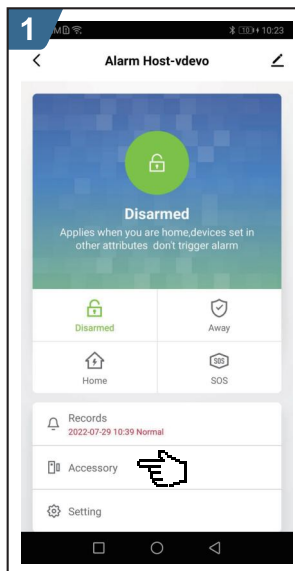 1
M 10:23
Alarm Host-vdevo
Disarmed
Applies when you are home,devices set in
other attributes don't trigger alarm
Disarmed
Away
Home
SOS
SOS
Records
2022-07-29 10:39 Normal
Accessory
Setting